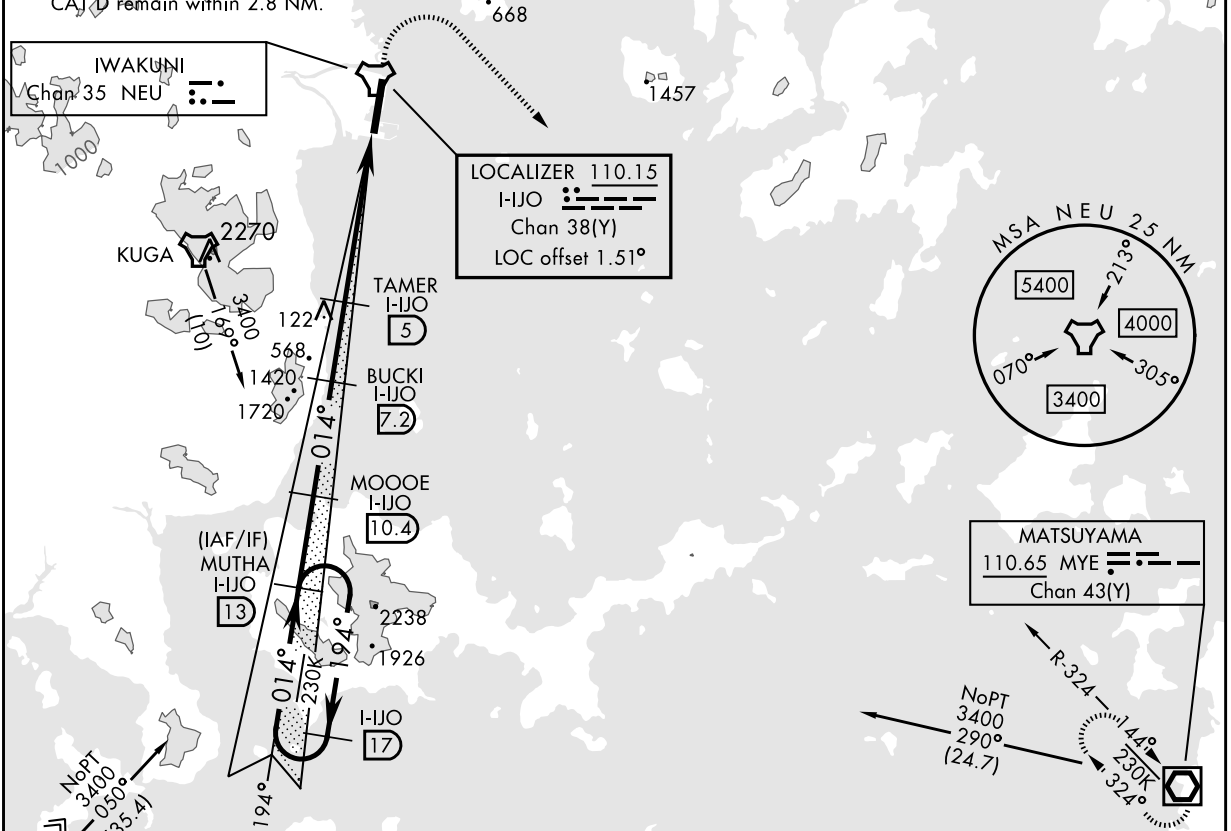 CAT D remain within 2.8 NM.
668
IWAKUNI
Chan 35 NEU
1457
1000
LOCALIZER 110.15
I-IJO
Chan 38(Y)
LOC offset 1.51°
MSA NEU 25 NM
213°
5400
4000
070°
305°
3400
KUGA
2270
3400
169°
(10)
TAMER
I-IJO
5
122
568
1420
1720
BUCKI
I-IJO
7.2
014°
MOOOE
I-IJO
10.4
(IAF/IF)
MUTHA
I-IJO
13
2238
1926
014°
230K
194°
I-IJO
17
194°
NoPT
3400
050°
MATSUYAMA
110.65 MYE
Chan 43(Y)
R-324
NoPT
3400
290°
(24.7)
144°
230K
324°